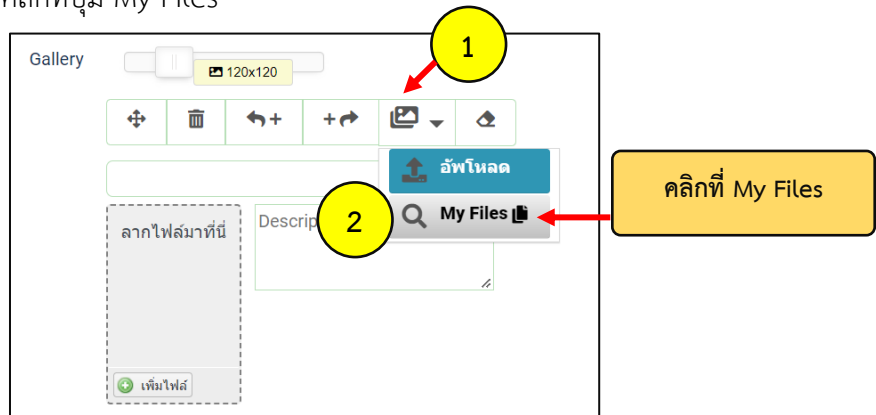 คลิกที่ปุ่ม My Files
1
Gallery
120x120
อัพโหลด
My Files
คลิกที่ My Files
2
Descrip
ลากไฟล์มาที่นี่
เพิ่มไฟล์